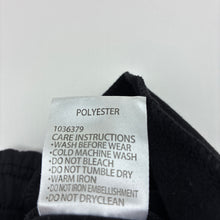 POLYESTER
1036379
CARE INSTRUCTIONS
•WASH BEFORE WEAR
•COLD MACHINE WASH
•DO NOT BLEACH
•DO NOT TUMBLE DRY
•WARM IRON
•DO NOT IRON EMBELLISHMENT
•DO NOT DRYCLEAN